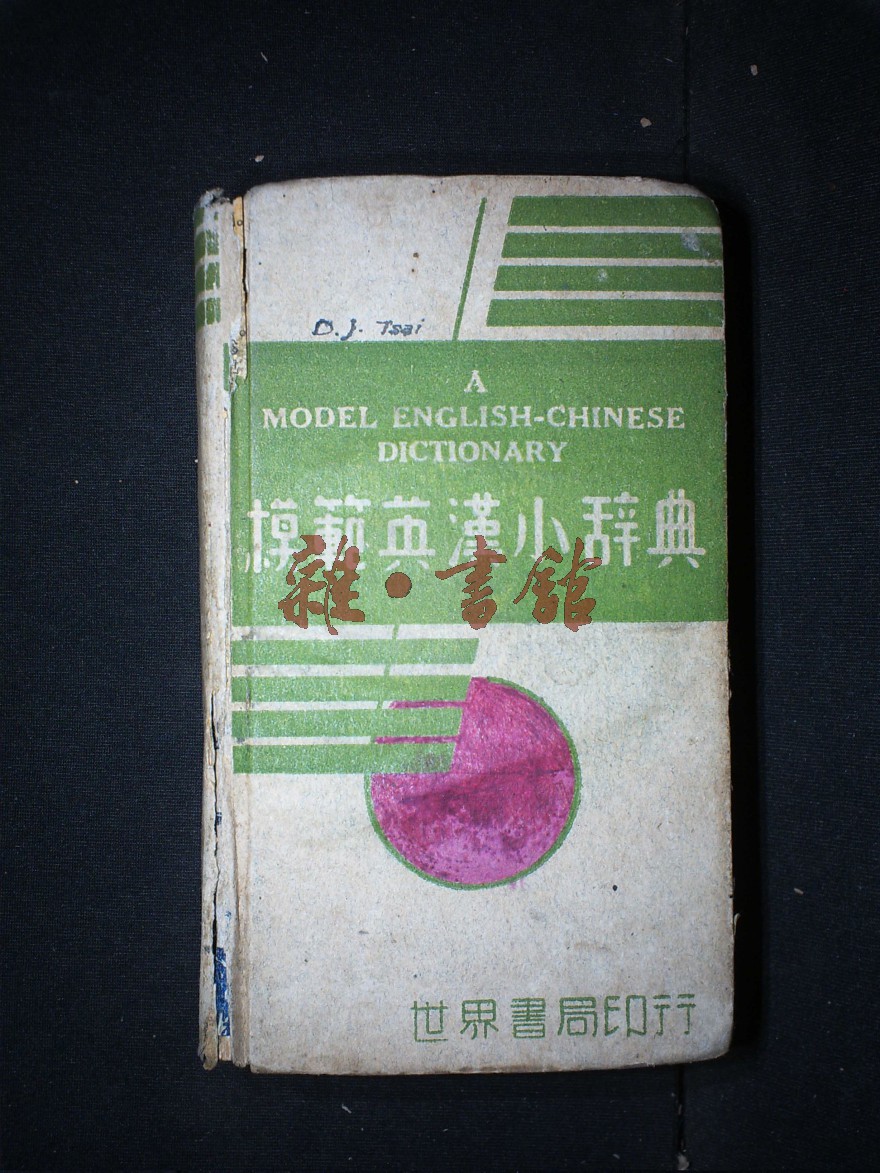 D. J. Tsai
A
MODEL ENGLISH-CHINESE
DICTIONARY
模範英漢小辞典
雜·書館
世界書局印行